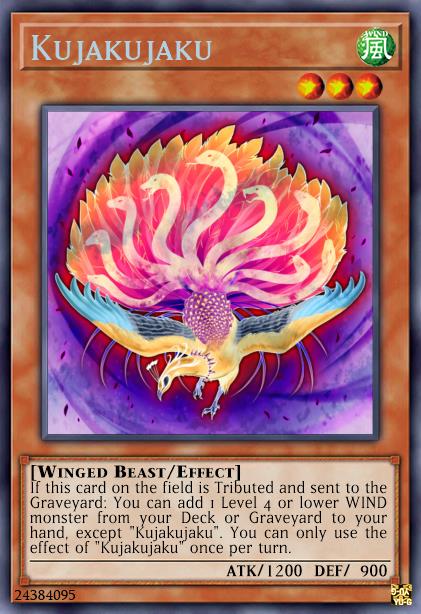 Kujakujaku
WIND
風
[Winged Beast/Effect]
If this card on the field is Tributed and sent to the
Graveyard: You can add 1 Level 4 or lower WIND
monster from your Deck or Graveyard to your
hand, except "Kujakujaku". You can only use the
effect of "Kujakujaku" once per turn.
ATK/1200 DEF/ 900
24384095